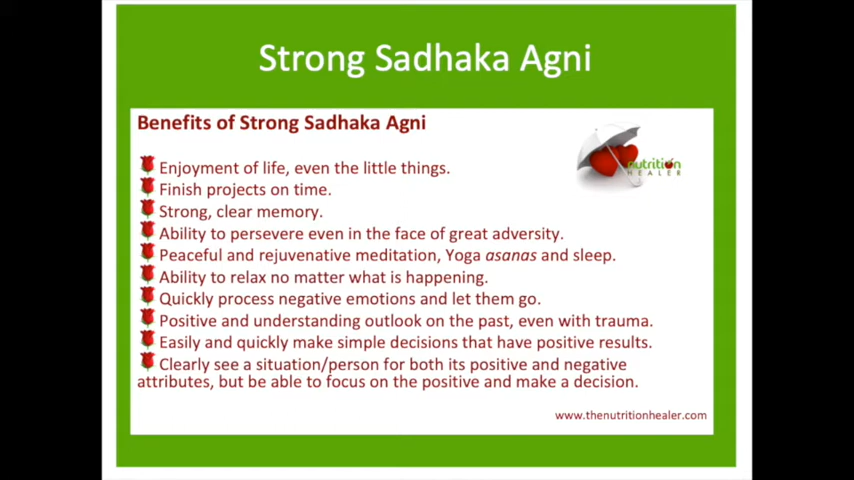 Strong Sadhaka Agni
Benefits of Strong Sadhaka Agni
nutrition
HEALER
Enjoyment of life, even the little things.
Finish projects on time.
Strong, clear memory.
Ability to persevere even in the face of great adversity.
Peaceful and rejuvenative meditation, Yoga asanas and sleep.
Ability to relax no matter what is happening.
Quickly process negative emotions and let them go.
Positive and understanding outlook on the past, even with trauma.
Easily and quickly make simple decisions that have positive results.
Clearly see a situation/person for both its positive and negative
attributes, but be able to focus on the positive and make a decision.
www.thenutritionhealer.com